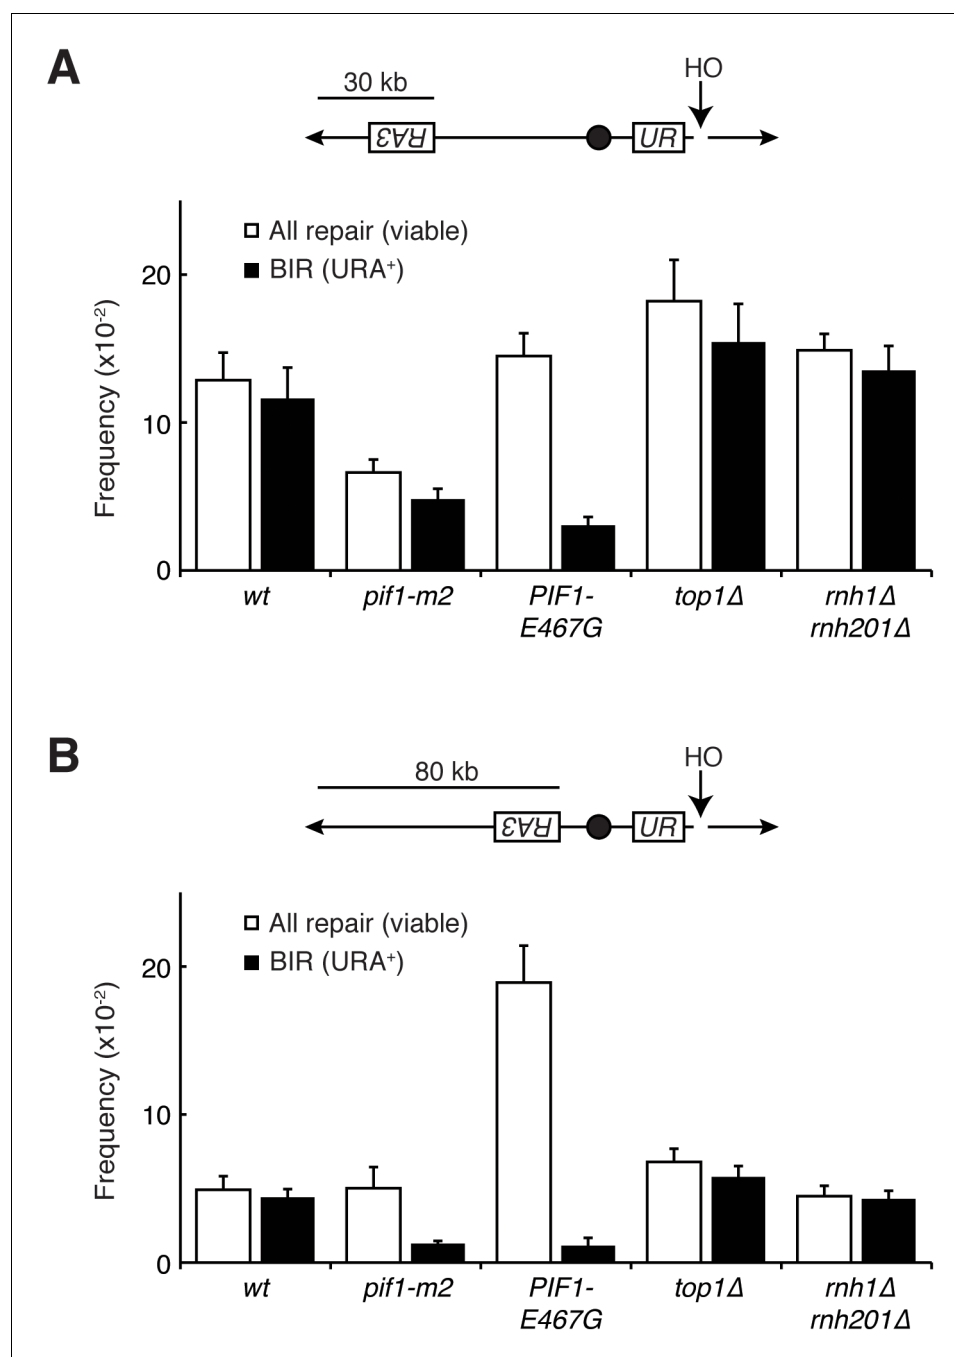 A
HO
30 kb
RA3
UR
All repair (viable)
BIR (URA⁺)
Frequency (x10⁻²)
20
10
0
wt
pif1-m2
PIF1-
E467G
top1Δ
rnh1Δ
rnh201Δ
B
HO
80 kb
RA3
UR
All repair (viable)
BIR (URA⁺)
Frequency (x10⁻²)
20
10
0
wt
pif1-m2
PIF1-
E467G
top1Δ
rnh1Δ
rnh201Δ